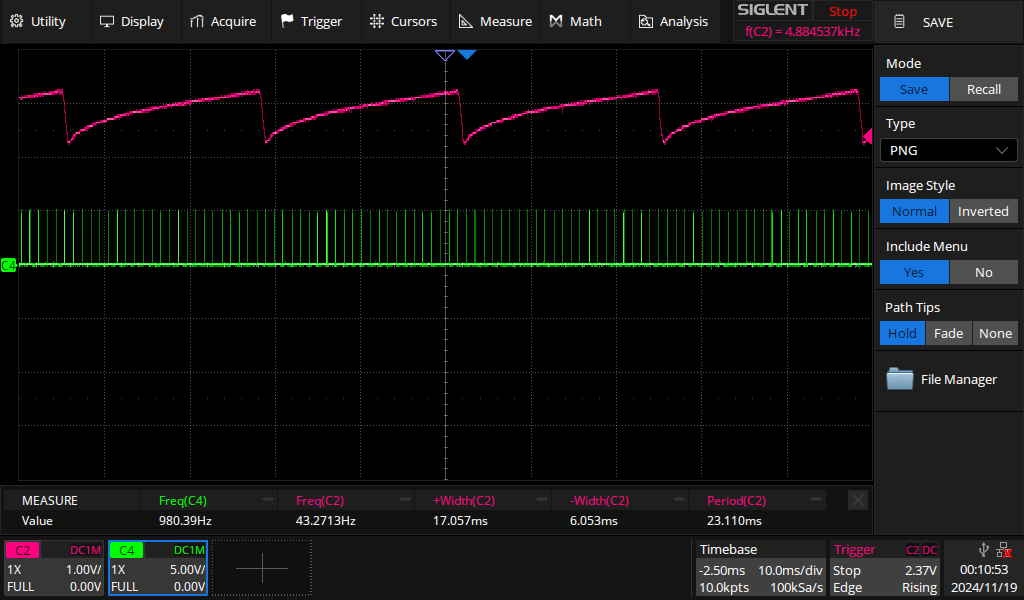 Utility Display Acquire Trigger Cursors Measure Math Analysis SIGLENT Stop SAVE
f(C2) = 4.884537kHz
Mode
Save Recall
Type
PNG
Image Style
Normal Inverted
Include Menu
Yes No
Path Tips
Hold Fade None
File Manager
C4
MEASURE Freq(C4) Freq(C2) +Width(C2) -Width(C2) Period(C2)
Value 980.39Hz 43.2713Hz 17.057ms 6.053ms 23.110ms
C2 DC1M C4 DC1M Timebase Trigger C2 DC
1X 1.00V/ 1X 5.00V/ -2.50ms 10.0ms/div Stop 2.37V 00:10:53
FULL 0.00V FULL 0.00V 10.0kpts 100kSa/s Edge Rising 2024/11/19